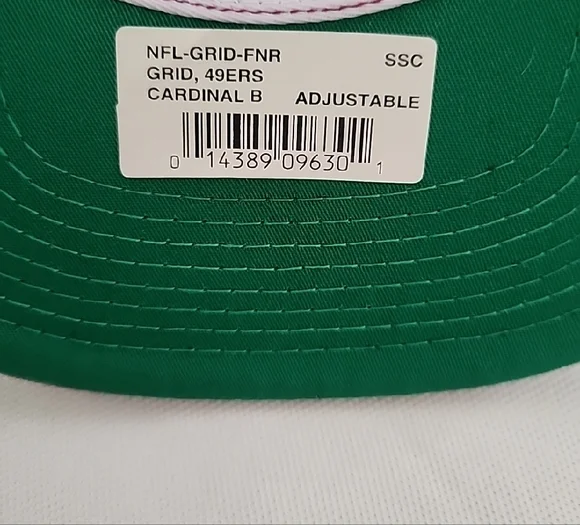 NFL-GRID-FNR SSC
GRID, 49ERS
CARDINAL B ADJUSTABLE
0 14389 09630 1